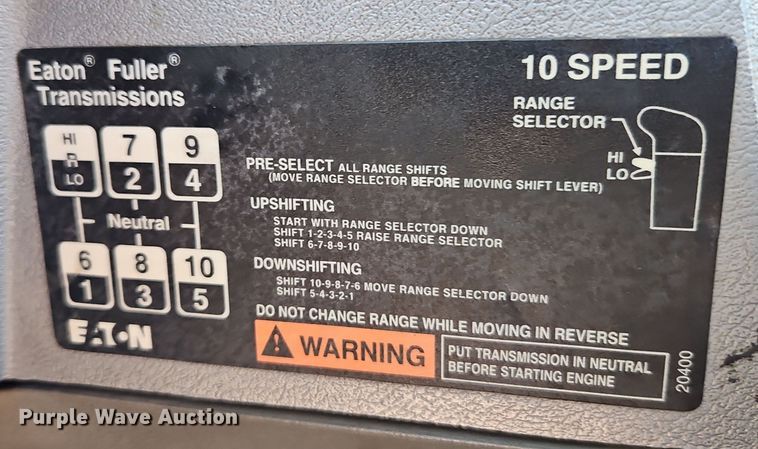 Eaton® Fuller®
Transmissions
10 SPEED
RANGE
SELECTOR
HI
LO
HI
R
LO
7
2
9
4
Neutral
6
1
8
3
10
5
EATON
PRE-SELECT ALL RANGE SHIFTS
(MOVE RANGE SELECTOR BEFORE MOVING SHIFT LEVER)
UPSHIFTING
START WITH RANGE SELECTOR DOWN
SHIFT 1-2-3-4-5 RAISE RANGE SELECTOR
SHIFT 6-7-8-9-10
DOWNSHIFTING
SHIFT 10-9-8-7-6 MOVE RANGE SELECTOR DOWN
SHIFT 5-4-3-2-1
DO NOT CHANGE RANGE WHILE MOVING IN REVERSE
WARNING
PUT TRANSMISSION IN NEUTRAL
BEFORE STARTING ENGINE
20400
Purple Wave Auction